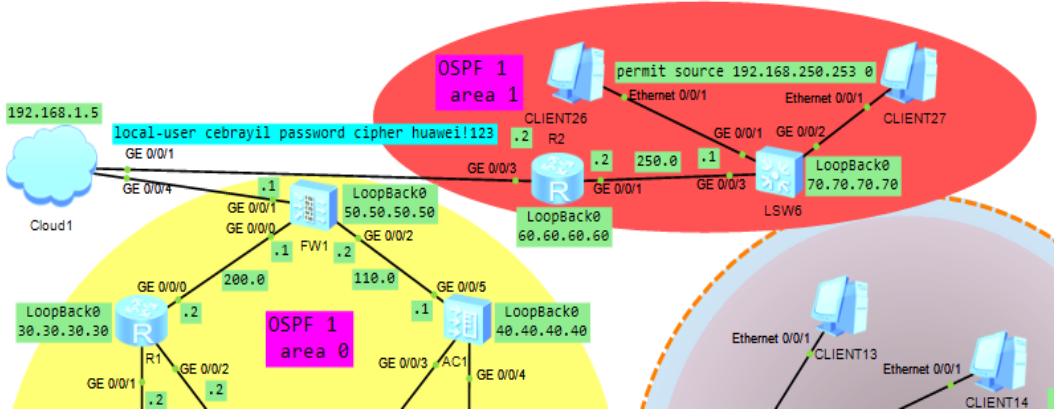 OSPF 1
area 1
permit source 192.168.250.253 0
Ethernet 0/0/1
Ethernet 0/0/1
CLIENT26
CLIENT27
192.168.1.5
local-user cebrayil password cipher huawei!123
.2
R2
GE 0/0/1
GE 0/0/2
GE 0/0/1
GE 0/0/3
.2
250.0
.1
LoopBack0
70.70.70.70
GE 0/0/4
GE 0/0/1
GE 0/0/3
LSW6
Cloud1
.1
GE 0/0/1
LoopBack0
50.50.50.50
LoopBack0
60.60.60.60
GE 0/0/0
GE 0/0/2
FW1
.1
.2
200.0
110.0
GE 0/0/0
GE 0/0/5
.2
.1
LoopBack0
30.30.30.30
LoopBack0
40.40.40.40
OSPF 1
area 0
R1
AC1
GE 0/0/2
GE 0/0/3
GE 0/0/4
GE 0/0/1
.2
.2
Ethernet 0/0/1
CLIENT13
Ethernet 0/0/1
CLIENT14